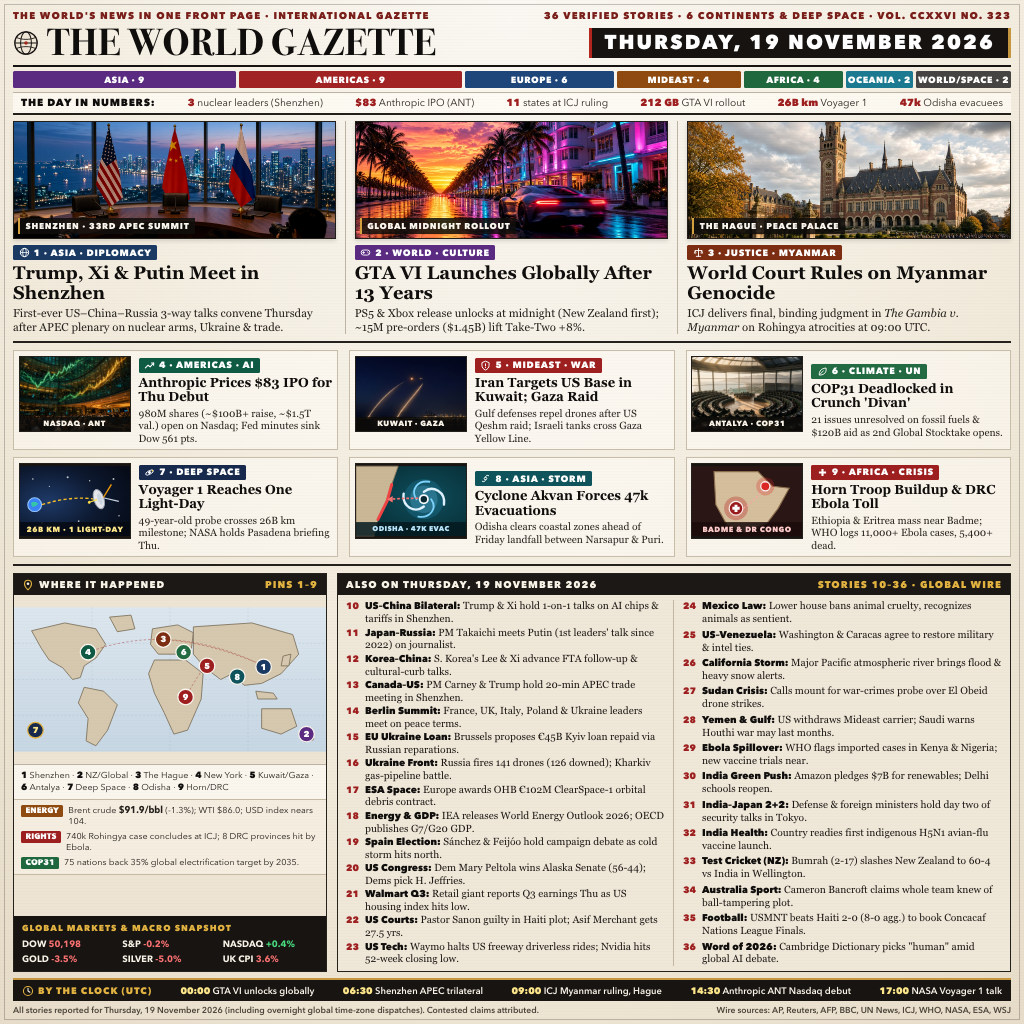 THE WORLD'S NEWS IN ONE FRONT PAGE · INTERNATIONAL GAZETTE
36 VERIFIED STORIES · 6 CONTINENTS & DEEP SPACE · VOL. CCXXVI NO. 323
THE WORLD GAZETTE
THURSDAY, 19 NOVEMBER 2026
ASIA · 9
AMERICAS · 9
EUROPE · 6
MIDEAST · 4
AFRICA · 4
OCEANIA · 2
WORLD/SPACE · 2
THE DAY IN NUMBERS:
3 nuclear leaders (Shenzhen)
$83 Anthropic IPO (ANT)
11 states at ICJ ruling
212 GB GTA VI rollout
26B km Voyager 1
47k Odisha evacuees
SHENZHEN · 33RD APEC SUMMIT
1 · ASIA · DIPLOMACY
Trump, Xi & Putin Meet in
Shenzhen
First-ever US–China–Russia 3-way talks convene Thursday
after APEC plenary on nuclear arms, Ukraine & trade.
GLOBAL MIDNIGHT ROLLOUT
2 · WORLD · CULTURE
GTA VI Launches Globally After
13 Years
PS5 & Xbox release unlocks at midnight (New Zealand first);
~15M pre-orders ($1.45B) lift Take-Two +8%.
THE HAGUE · PEACE PALACE
3 · JUSTICE · MYANMAR
World Court Rules on Myanmar
Genocide
ICJ delivers final, binding judgment in The Gambia v.
Myanmar on Rohingya atrocities at 09:00 UTC.
NASDAQ · ANT
4 · AMERICAS · AI
Anthropic Prices $83 IPO for
Thu Debut
980M shares (~$100B+ raise, ~$1.5T
val.) open on Nasdaq; Fed minutes sink
Dow 561 pts.
KUWAIT · GAZA
5 · MIDEAST · WAR
Iran Targets US Base in
Kuwait; Gaza Raid
Gulf defenses repel drones after US
Qeshm raid; Israeli tanks cross Gaza
Yellow Line.
ANTALYA · COP31
6 · CLIMATE · UN
COP31 Deadlocked in
Crunch 'Divan'
21 issues unresolved on fossil fuels &
$120B aid as 2nd Global Stocktake opens.
26B KM · 1 LIGHT-DAY
7 · DEEP SPACE
Voyager 1 Reaches One
Light-Day
49-year-old probe crosses 26B km
milestone; NASA holds Pasadena briefing
Thu.
ODISHA · 47K EVAC
8 · ASIA · STORM
Cyclone Akvan Forces 47k
Evacuations
Odisha clears coastal zones ahead of
Friday landfall between Narsapur & Puri.
BADME & DR CONGO
9 · AFRICA · CRISIS
Horn Troop Buildup & DRC
Ebola Toll
Ethiopia & Eritrea mass near Badme;
WHO logs 11,000+ Ebola cases, 5,400+
dead.
WHERE IT HAPPENED
PINS 1-9
4
3
6
5
8
1
9
7
2
1 Shenzhen · 2 NZ/Global · 3 The Hague · 4 New York · 5 Kuwait/Gaza ·
6 Antalya · 7 Deep Space · 8 Odisha · 9 Horn/DRC
ENERGY Brent crude $91.9/bbl (-1.3%); WTI $86.0; USD index nears
104.
RIGHTS 740k Rohingya case concludes at ICJ; 8 DRC provinces hit by
Ebola.
COP31 75 nations back 35% global electrification target by 2035.
GLOBAL MARKETS & MACRO SNAPSHOT
DOW 50,198
S&P -0.2%
NASDAQ +0.4%
GOLD -3.5%
SILVER -5.0%
UK CPI 3.6%
ALSO ON THURSDAY, 19 NOVEMBER 2026
STORIES 10-36 · GLOBAL WIRE
10 US-China Bilateral: Trump & Xi hold 1-on-1 talks on AI chips &
tariffs in Shenzhen.
11 Japan-Russia: PM Takaichi meets Putin (1st leaders' talk since
2022) on journalist.
12 Korea-China: S. Korea's Lee & Xi advance FTA follow-up &
cultural-curb talks.
13 Canada-US: PM Carney & Trump hold 20-min APEC trade
meeting in Shenzhen.
14 Berlin Summit: France, UK, Italy, Poland & Ukraine leaders
meet on peace terms.
15 EU Ukraine Loan: Brussels proposes €45B Kyiv loan repaid via
Russian reparations.
16 Ukraine Front: Russia fires 141 drones (126 downed); Kharkiv
gas-pipeline battle.
17 ESA Space: Europe awards OHB €102M ClearSpace-1 orbital
debris contract.
18 Energy & GDP: IEA releases World Energy Outlook 2026; OECD
publishes G7/G20 GDP.
19 Spain Election: Sánchez & Feijóo hold campaign debate as cold
storm hits north.
20 US Congress: Dem Mary Peltola wins Alaska Senate (56-44);
Dems pick H. Jeffries.
21 Walmart Q3: Retail giant reports Q3 earnings Thu as US
housing index hits low.
22 US Courts: Pastor Sanon guilty in Haiti plot; Asif Merchant gets
27.5 yrs.
23 US Tech: Waymo halts US freeway driverless rides; Nvidia hits
52-week closing low.
24 Mexico Law: Lower house bans animal cruelty, recognizes
animals as sentient.
25 US-Venezuela: Washington & Caracas agree to restore military
& intel ties.
26 California Storm: Major Pacific atmospheric river brings flood &
heavy snow alerts.
27 Sudan Crisis: Calls mount for war-crimes probe over El Obeid
drone strikes.
28 Yemen & Gulf: US withdraws Mideast carrier; Saudi warns
Houthi war may last months.
29 Ebola Spillover: WHO flags imported cases in Kenya & Nigeria;
new vaccine trials near.
30 India Green Push: Amazon pledges $7B for renewables; Delhi
schools reopen.
31 India-Japan 2+2: Defense & foreign ministers hold day two of
security talks in Tokyo.
32 India Health: Country readies first indigenous H5N1 avian-flu
vaccine launch.
33 Test Cricket (NZ): Bumrah (2-17) slashes New Zealand to 60-4
vs India in Wellington.
34 Australia Sport: Cameron Bancroft claims whole team knew of
ball-tampering plot.
35 Football: USMNT beats Haiti 2-0 (8-0 agg.) to book Concacaf
Nations League Finals.
36 Word of 2026: Cambridge Dictionary picks "human" amid
global AI debate.
BY THE CLOCK (UTC)
00:00 GTA VI unlocks globally
06:30 Shenzhen APEC trilateral
09:00 ICJ Myanmar ruling, Hague
14:30 Anthropic ANT Nasdaq debut
17:00 NASA Voyager 1 talk
All stories reported for Thursday, 19 November 2026 (including overnight global time-zone dispatches). Contested claims attributed.
Wire sources: AP, Reuters, AFP, BBC, UN News, ICJ, WHO, NASA, ESA, WSJ